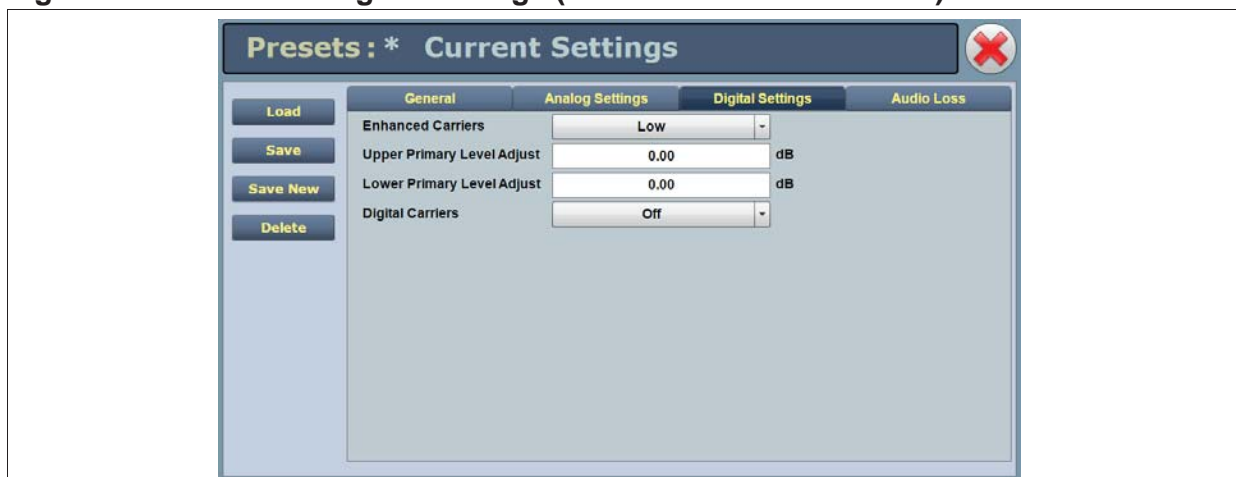 Presets: * Current Settings
General Analog Settings Digital Settings Audio Loss
Load
Save
Save New
Delete
Enhanced Carriers Low
Upper Primary Level Adjust 0.00 dB
Lower Primary Level Adjust 0.00 dB
Digital Carriers Off